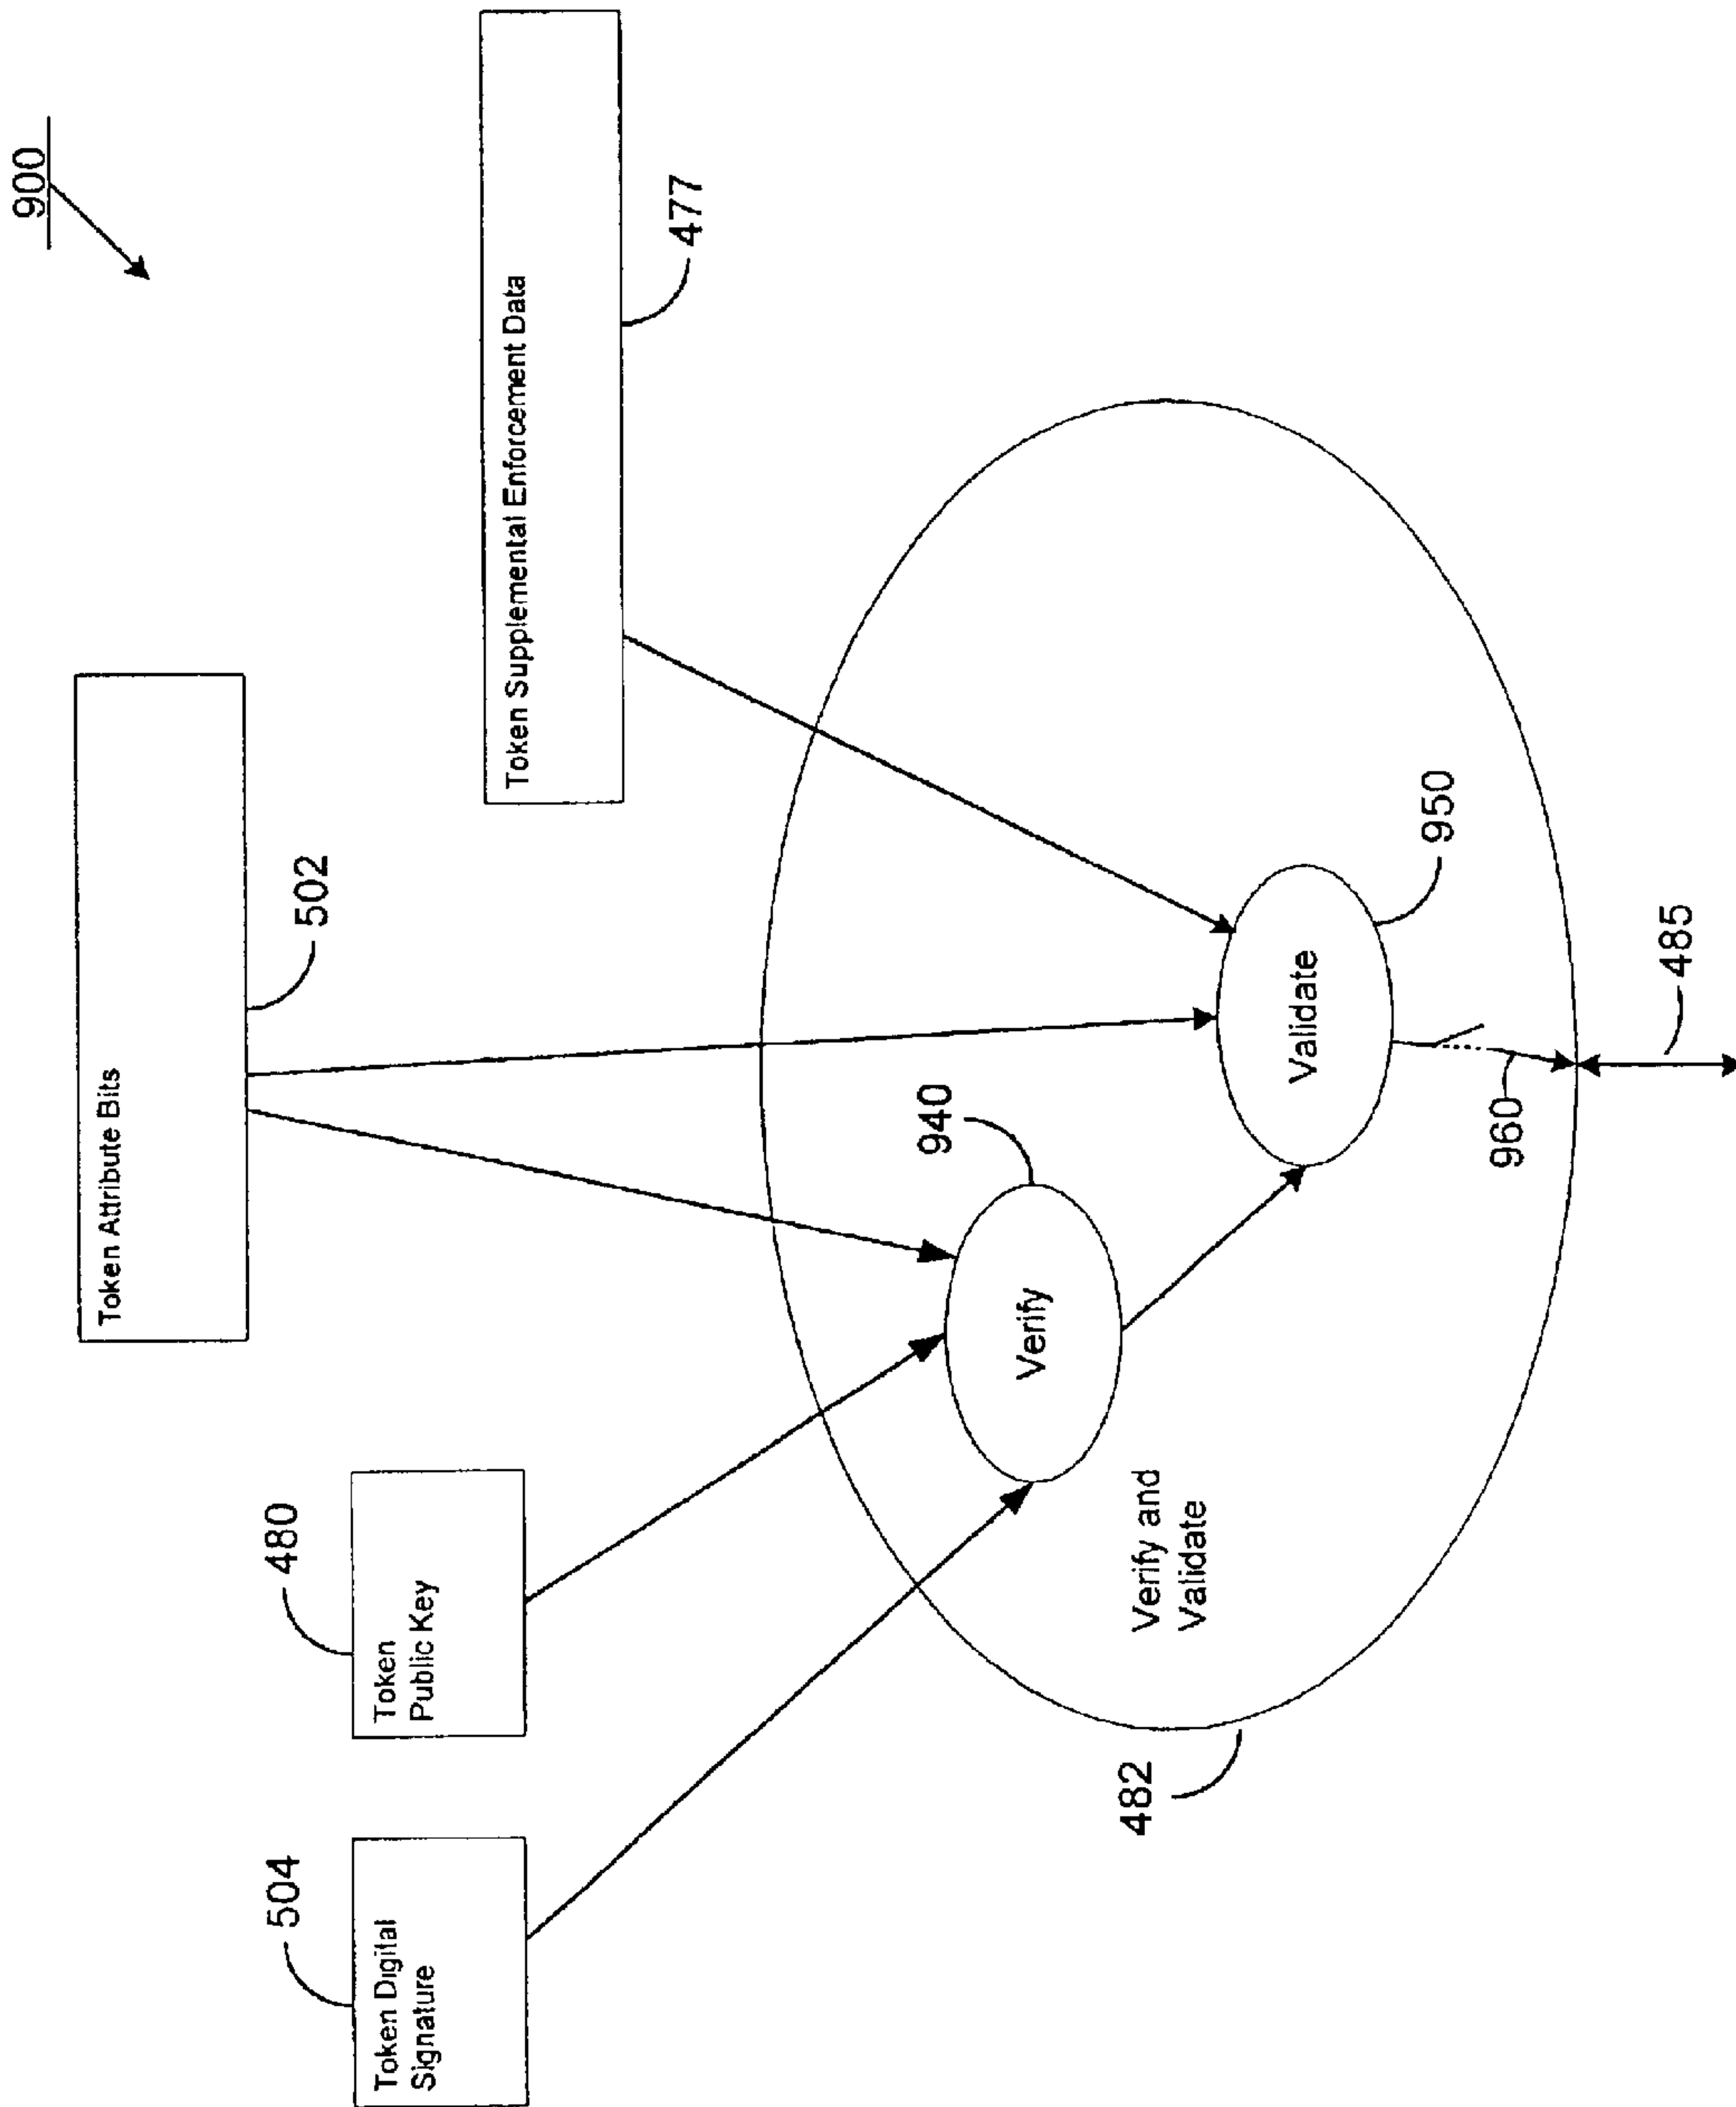 900
Token Attribute Bits
502
Token Supplemental Enforcement Data
477
504
480
Token Digital
Signature
Token
Public Key
940
Verify
950
Validate
Verify and
Validate
482
960
485